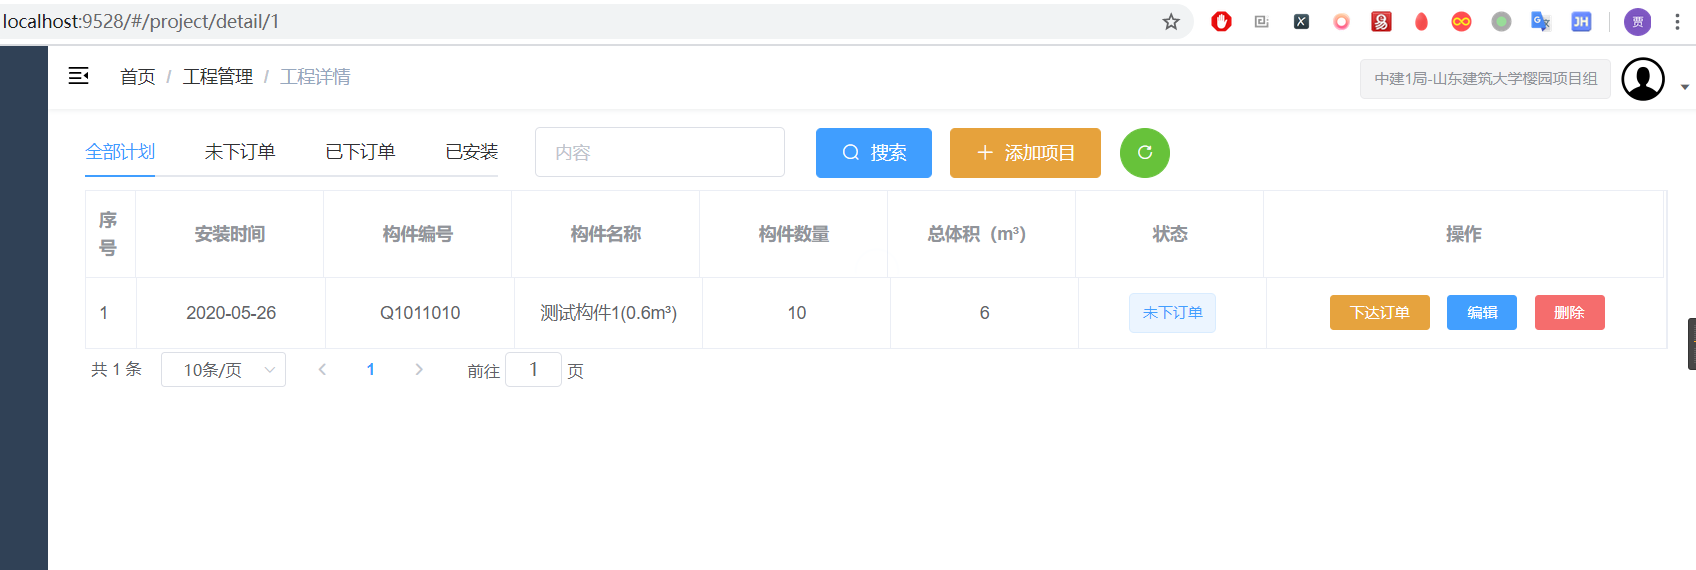 localhost:9528/#/project/detail/1
JH
贾
首页 / 工程管理 / 工程详情
中建1局-山东建筑大学樱园项目组
全部计划 未下订单 已下订单 已安装 内容 搜索 添加项目
序号 安装时间 构件编号 构件名称 构件数量 总体积（m³） 状态 操作
1 2020-05-26 Q1011010 测试构件1(0.6m³) 10 6 未下订单 下达订单 编辑 删除
共 1 条 10条/页 1 前往 1 页